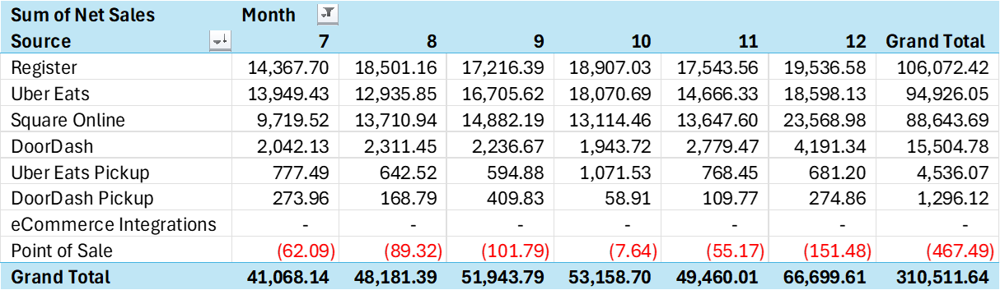 Sum of Net Sales Month
Source 7 8 9 10 11 12 Grand Total
Register 14,367.70 18,501.16 17,216.39 18,907.03 17,543.56 19,536.58 106,072.42
Uber Eats 13,949.43 12,935.85 16,705.62 18,070.69 14,666.33 18,598.13 94,926.05
Square Online 9,719.52 13,710.94 14,882.19 13,114.46 13,647.60 23,568.98 88,643.69
DoorDash 2,042.13 2,311.45 2,236.67 1,943.72 2,779.47 4,191.34 15,504.78
Uber Eats Pickup 777.49 642.52 594.88 1,071.53 768.45 681.20 4,536.07
DoorDash Pickup 273.96 168.79 409.83 58.91 109.77 274.86 1,296.12
eCommerce Integrations - - - - - - -
Point of Sale (62.09) (89.32) (101.79) (7.64) (55.17) (151.48) (467.49)
Grand Total 41,068.14 48,181.39 51,943.79 53,158.70 49,460.01 66,699.61 310,511.64